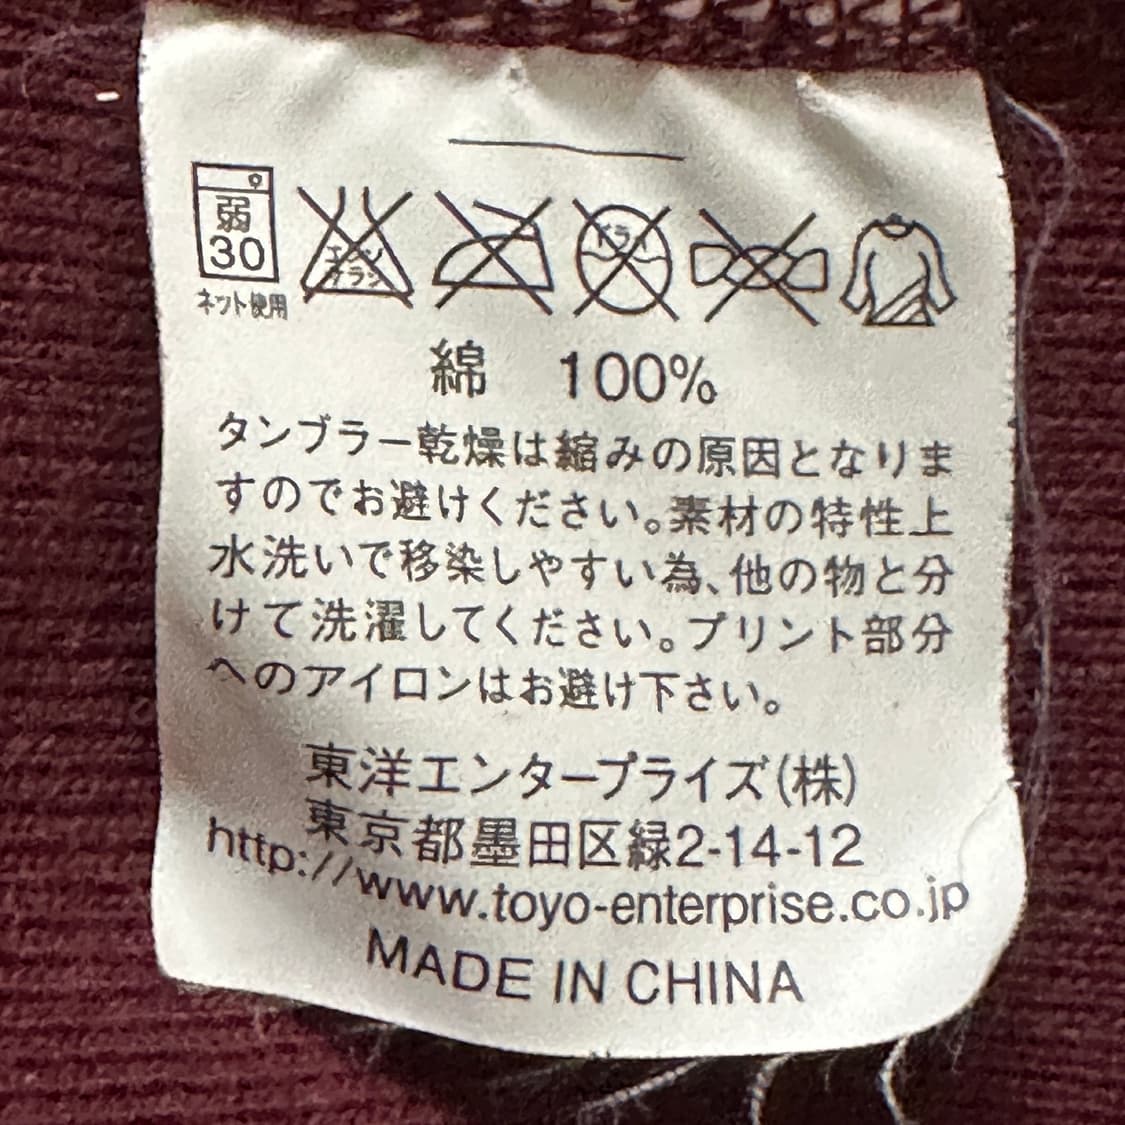 弱
30
ネット使用
エンソ
サラシ
ドライ
綿 100%
タンブラー乾燥は縮みの原因となりま
すのでお避けください。素材の特性上
水洗いで移染しやすい為、他の物と分
けて洗濯してください。プリント部分
へのアイロンはお避け下さい。
東洋エンタープライズ(株)
東京都墨田区緑2-14-12
http://www.toyo-enterprise.co.jp
MADE IN CHINA